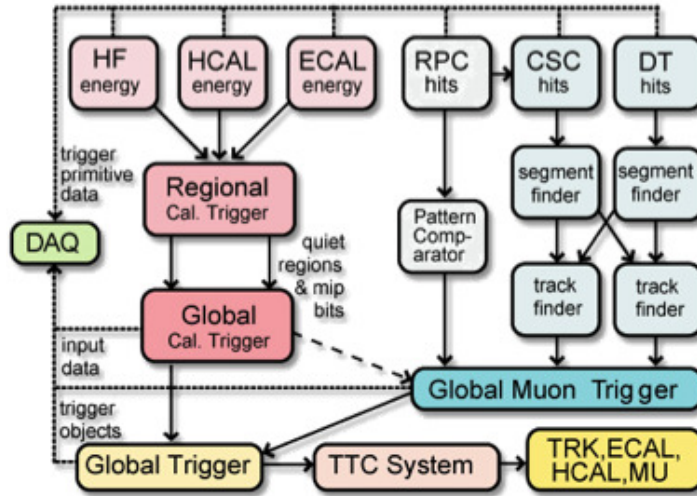 HF
energy
HCAL
energy
ECAL
energy
RPC
hits
CSC
hits
DT
hits
trigger
primitive
data
Regional
Cal. Trigger
segment
finder
segment
finder
DAQ
quiet
regions
& mip
bits
Pattern
Comp-
arator
Global
Cal. Trigger
track
finder
track
finder
input
data
Global Muon Trigger
trigger
objects
Global Trigger
TTC System
TRK,ECAL,
HCAL,MU